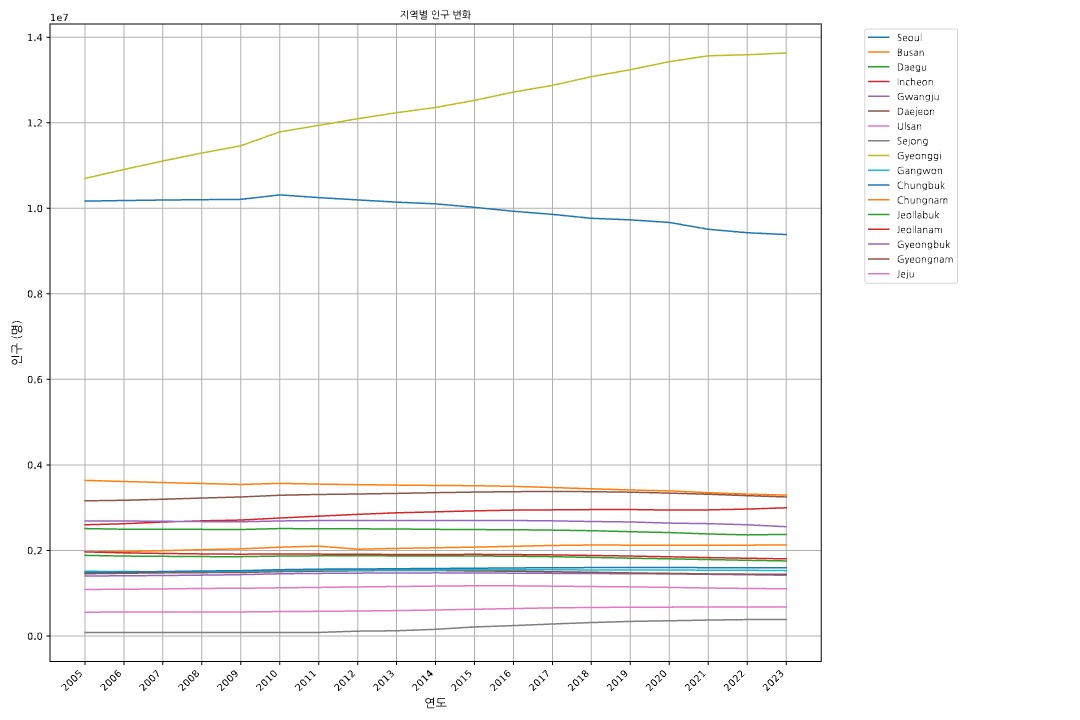 지역별 인구 변화
1e7
1.4
1.2
1.0
0.8
0.6
0.4
0.2
0.0
인구 (명)
2005
2006
2007
2008
2009
2010
2011
2012
2013
2014
2015
2016
2017
2018
2019
2020
2021
2022
2023
연도
Seoul
Busan
Daegu
Incheon
Gwangju
Daejeon
Ulsan
Sejong
Gyeonggi
Gangwon
Chungbuk
Chungnam
Jeollabuk
Jeollanam
Gyeongbuk
Gyeongnam
Jeju